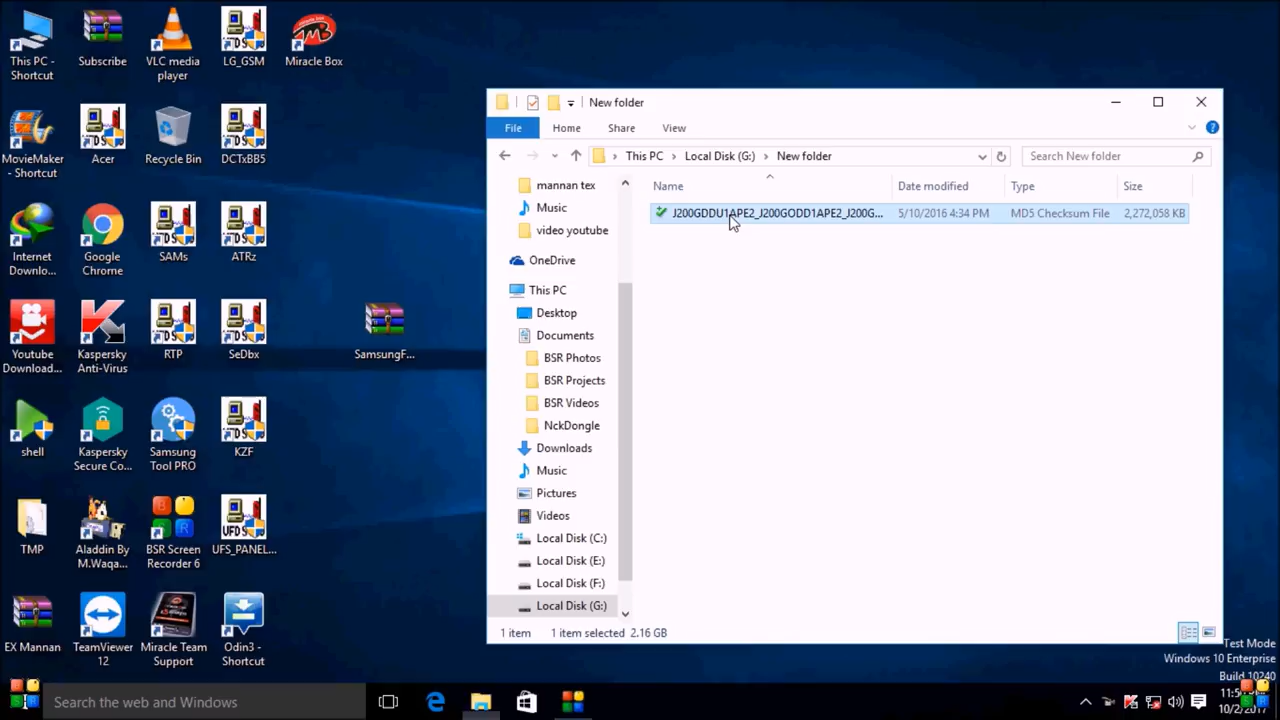 This PC -
Shortcut
Subscribe
VLC media
player
LG_GSM
Miracle Box
MovieMaker
- Shortcut
Acer
Recycle Bin
DCTxBB5
Internet
Downlo...
Google
Chrome
SAMs
ATRz
Youtube
Download...
Kaspersky
Anti-Virus
RTP
SeDbx
SamsungF...
shell
Kaspersky
Secure Co...
Samsung
Tool PRO
KZF
TMP
Aladdin By
M.Waqa...
BSR Screen
Recorder 6
UFS
UFS_PANEL...
EX Mannan
TeamViewer
12
Miracle Team
Support
Odin3 -
Shortcut
New folder
File
Home
Share
View
This PC
Local Disk (G:)
New folder
Search New folder
Name
Date modified
Type
Size
J200GDDU1APE2_J200GODD1APE2_J200G...
5/10/2016 4:34 PM
MD5 Checksum File
2,272,058 KB
mannan tex
Music
video youtube
OneDrive
This PC
Desktop
Documents
BSR Photos
BSR Projects
BSR Videos
NckDongle
Downloads
Music
Pictures
Videos
Local Disk (C:)
Local Disk (E:)
Local Disk (F:)
Local Disk (G:)
1 item
1 item selected 2.16 GB
Test Mode
Windows 10 Enterprise
Build 10240
Search the web and Windows